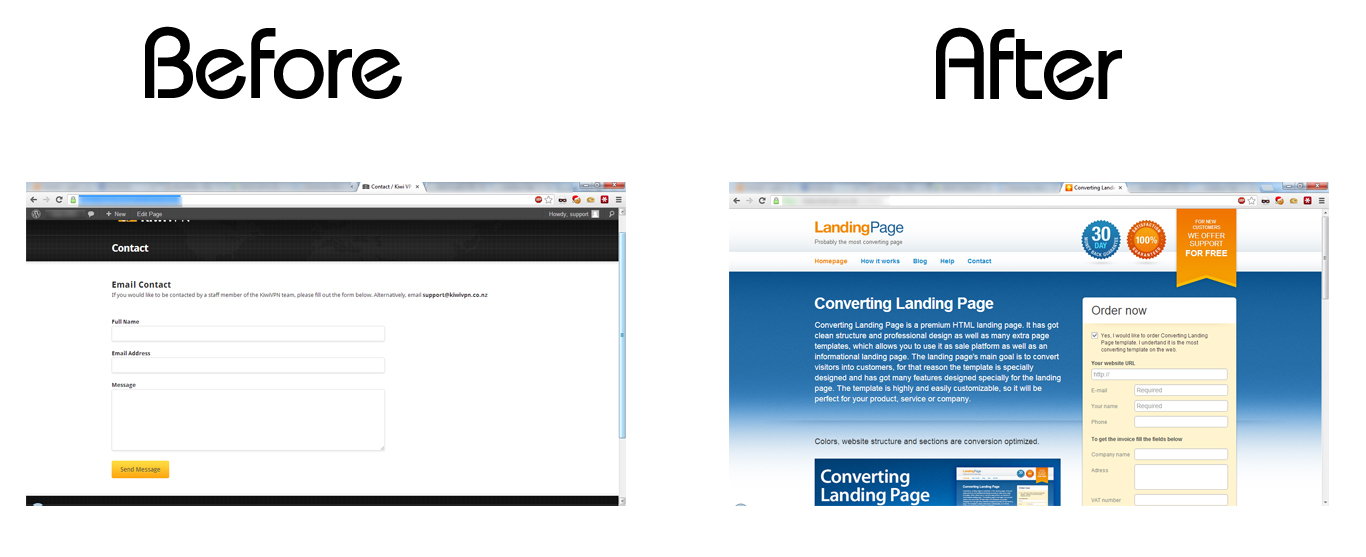 Before
After
Contact / Kiwi VP
New
Edit Page
Howdy, support
Contact
Email Contact
If you would like to be contacted by a staff member of the KiwiVPN team, please fill out the form below. Alternatively, email support@kiwivpn.co.nz
Full Name
Email Address
Message
Send Message
Converting Landi
LandingPage
Probably the most converting page
30
DAY
MONEY BACK GUARANTEE
SATISFACTION
100%
GUARANTEED
FOR NEW
CUSTOMERS
WE OFFER
SUPPORT
FOR FREE
Homepage
How it works
Blog
Help
Contact
Converting Landing Page
Converting Landing Page is a premium HTML landing page. It has got
clean structure and professional design as well as many extra page
templates, which allows you to use it as sale platform as well as an
informational landing page. The landing page's main goal is to convert
visitors into customers, for that reason the template is specially
designed and has got many features designed specially for the landing
page. The template is highly and easily customizable, so it will be
perfect for your product, service or company.
Colors, website structure and sections are conversion optimized.
Converting
Landing Page
LandingPage
Converting Landing Page
Order now
Yes, I would like to order Converting Landing
Page template. I undertand it is the most
converting template on the web.
Your website URL
http://
E-mail
Required
Your name
Required
Phone
To get the invoice fill the fields below
Company name
Adress
VAT number